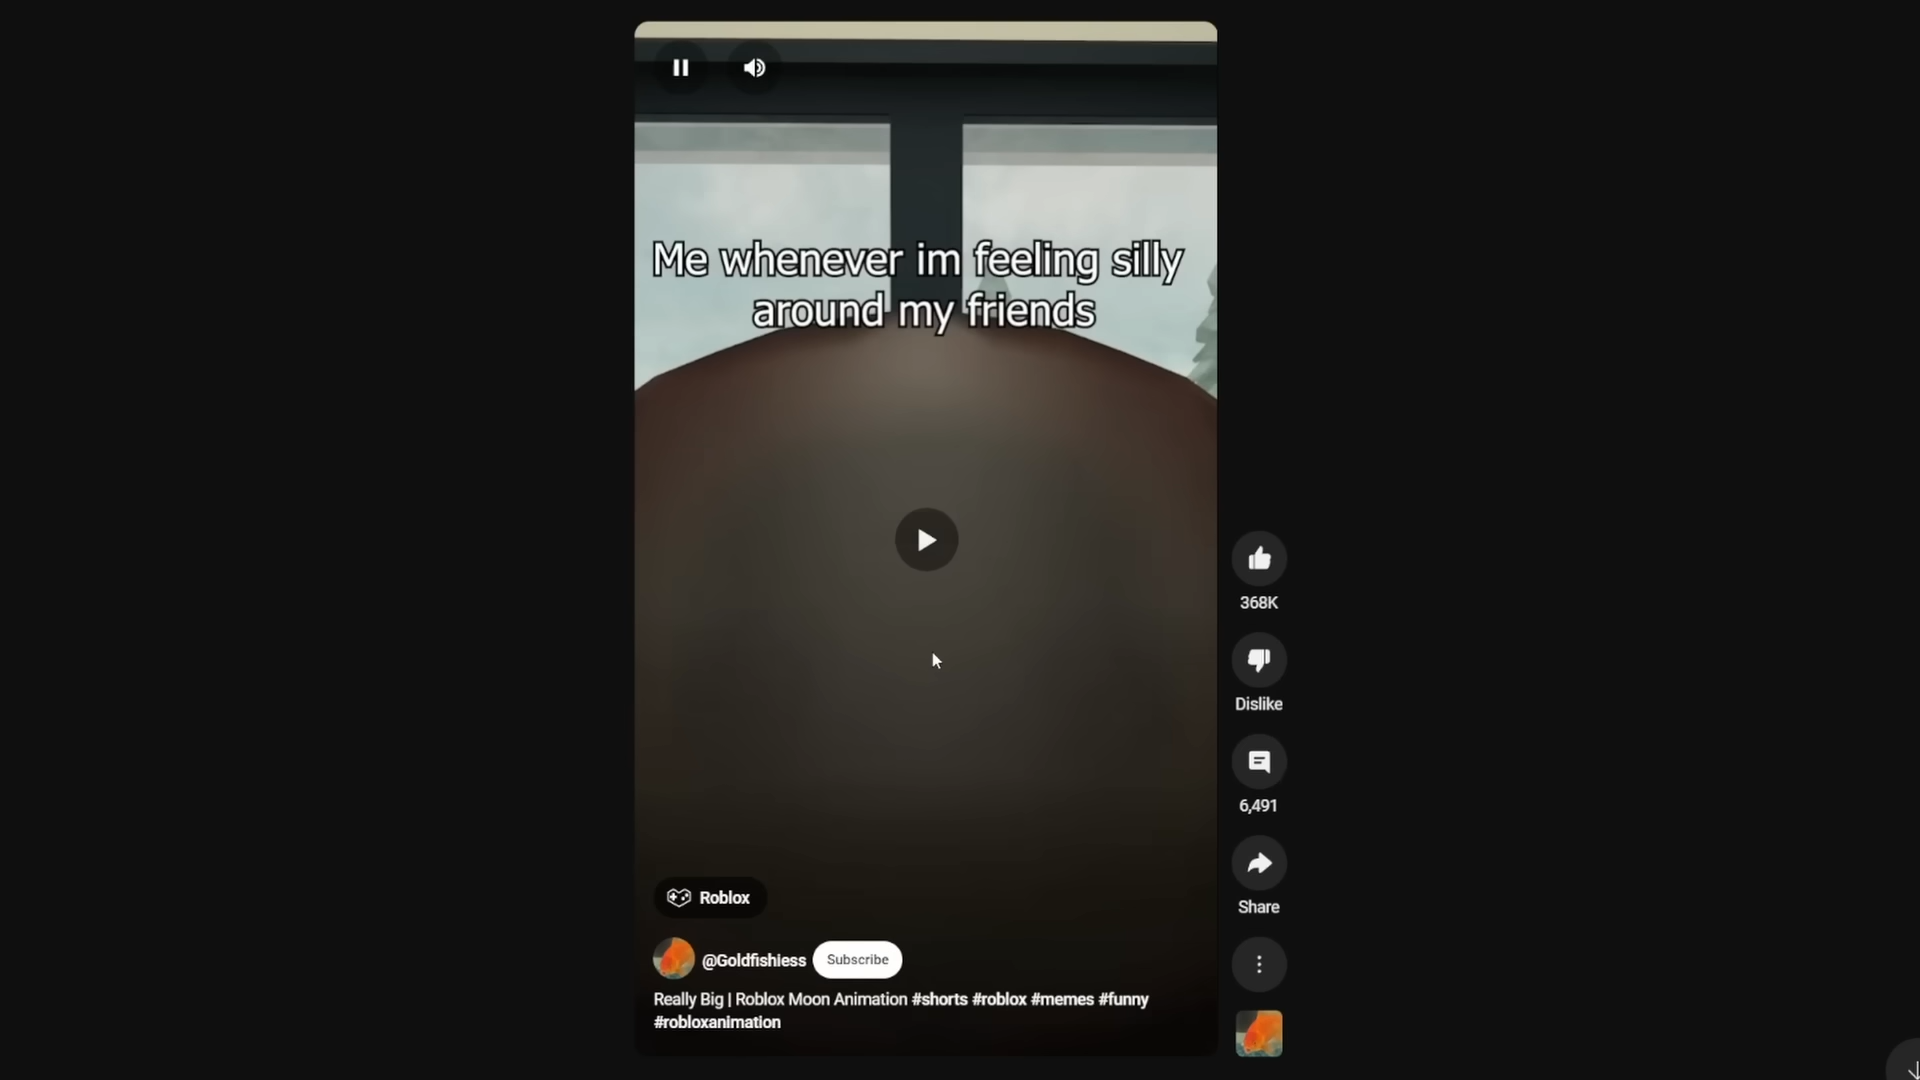 Me whenever im feeling silly
around my friends
368K
Dislike
6,491
Share
Roblox
@Goldfishiess
Subscribe
Really Big | Roblox Moon Animation #shorts #roblox #memes #funny
#robloxanimation